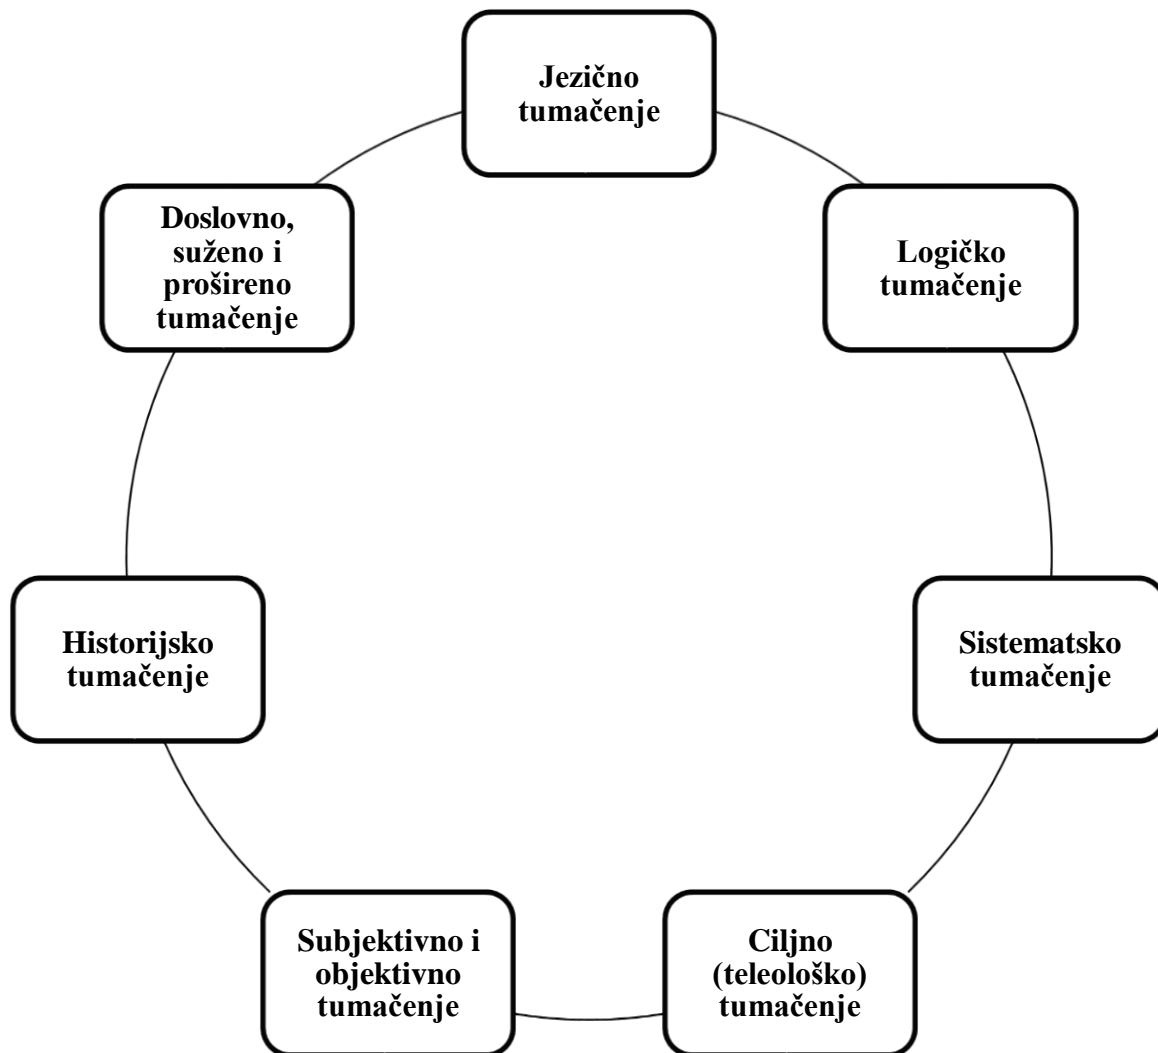 Jezično
tumačenje
Logičko
tumačenje
Sistematsko
tumačenje
Ciljno
(teleološko)
tumačenje
Subjektivno i
objektivno
tumačenje
Historijsko
tumačenje
Doslovno,
suženo i
prošireno
tumačenje